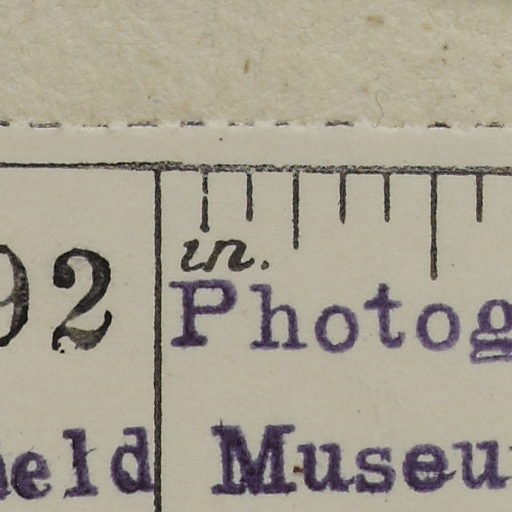 in.
92
Photog
eld Museu